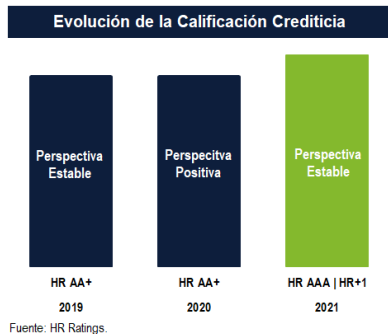 Evolución de la Calificación Crediticia
Perspectiva
Estable
Perspecitva
Positiva
Perspectiva
Estable
HR AA+
HR AA+
HR AAA | HR+1
2019
2020
2021
Fuente: HR Ratings.